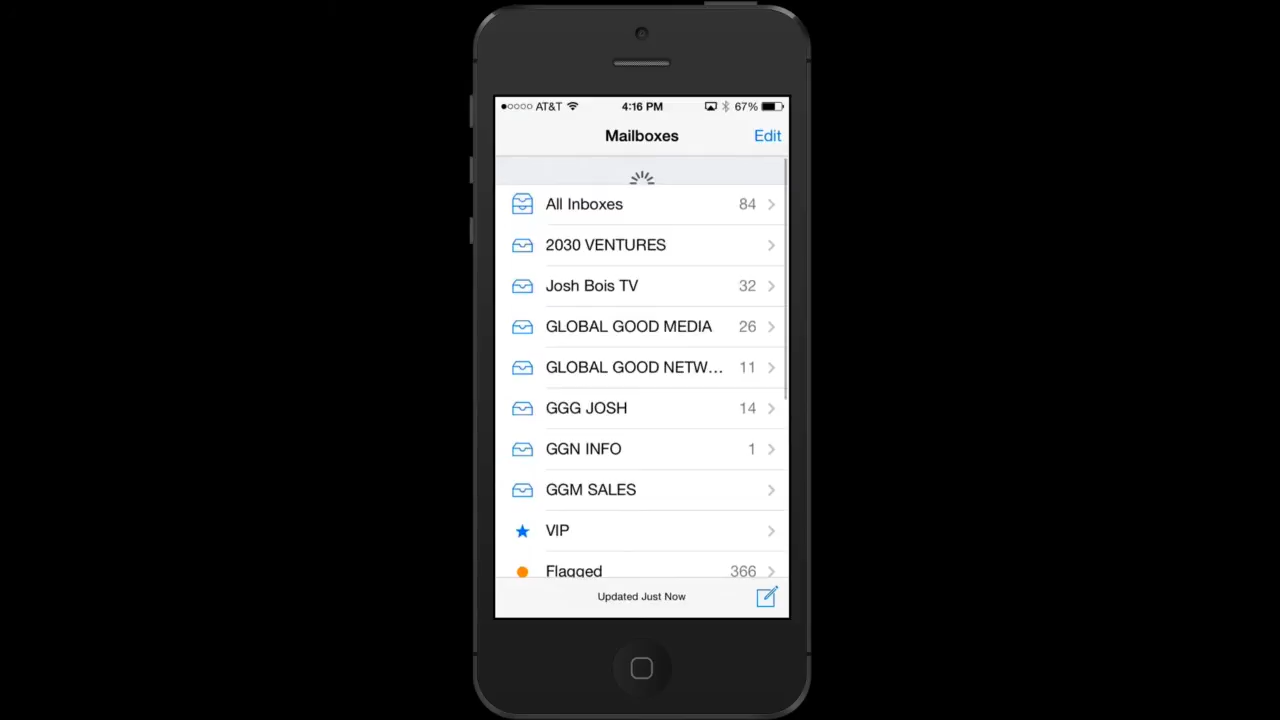 AT&T 4:16 PM 67%
Mailboxes Edit
All Inboxes 84
2030 VENTURES
Josh Bois TV 32
GLOBAL GOOD MEDIA 26
GLOBAL GOOD NETW... 11
GGG JOSH 14
GGN INFO 1
GGM SALES
VIP
Flagged 366
Updated Just Now